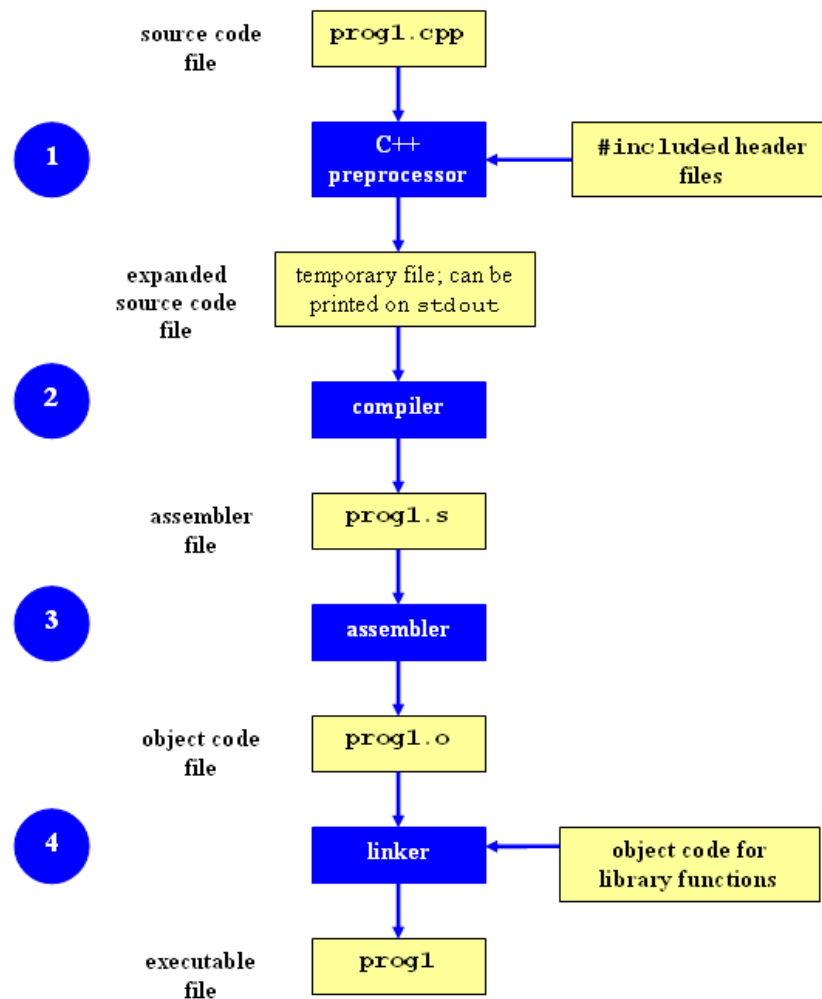 source code
file
prog1.cpp
1
C++
preprocessor
#included header
files
expanded
source code
file
temporary file; can be
printed on stdout
2
compiler
assembler
file
prog1.s
3
assembler
object code
file
prog1.o
4
linker
object code for
library functions
executable
file
prog1